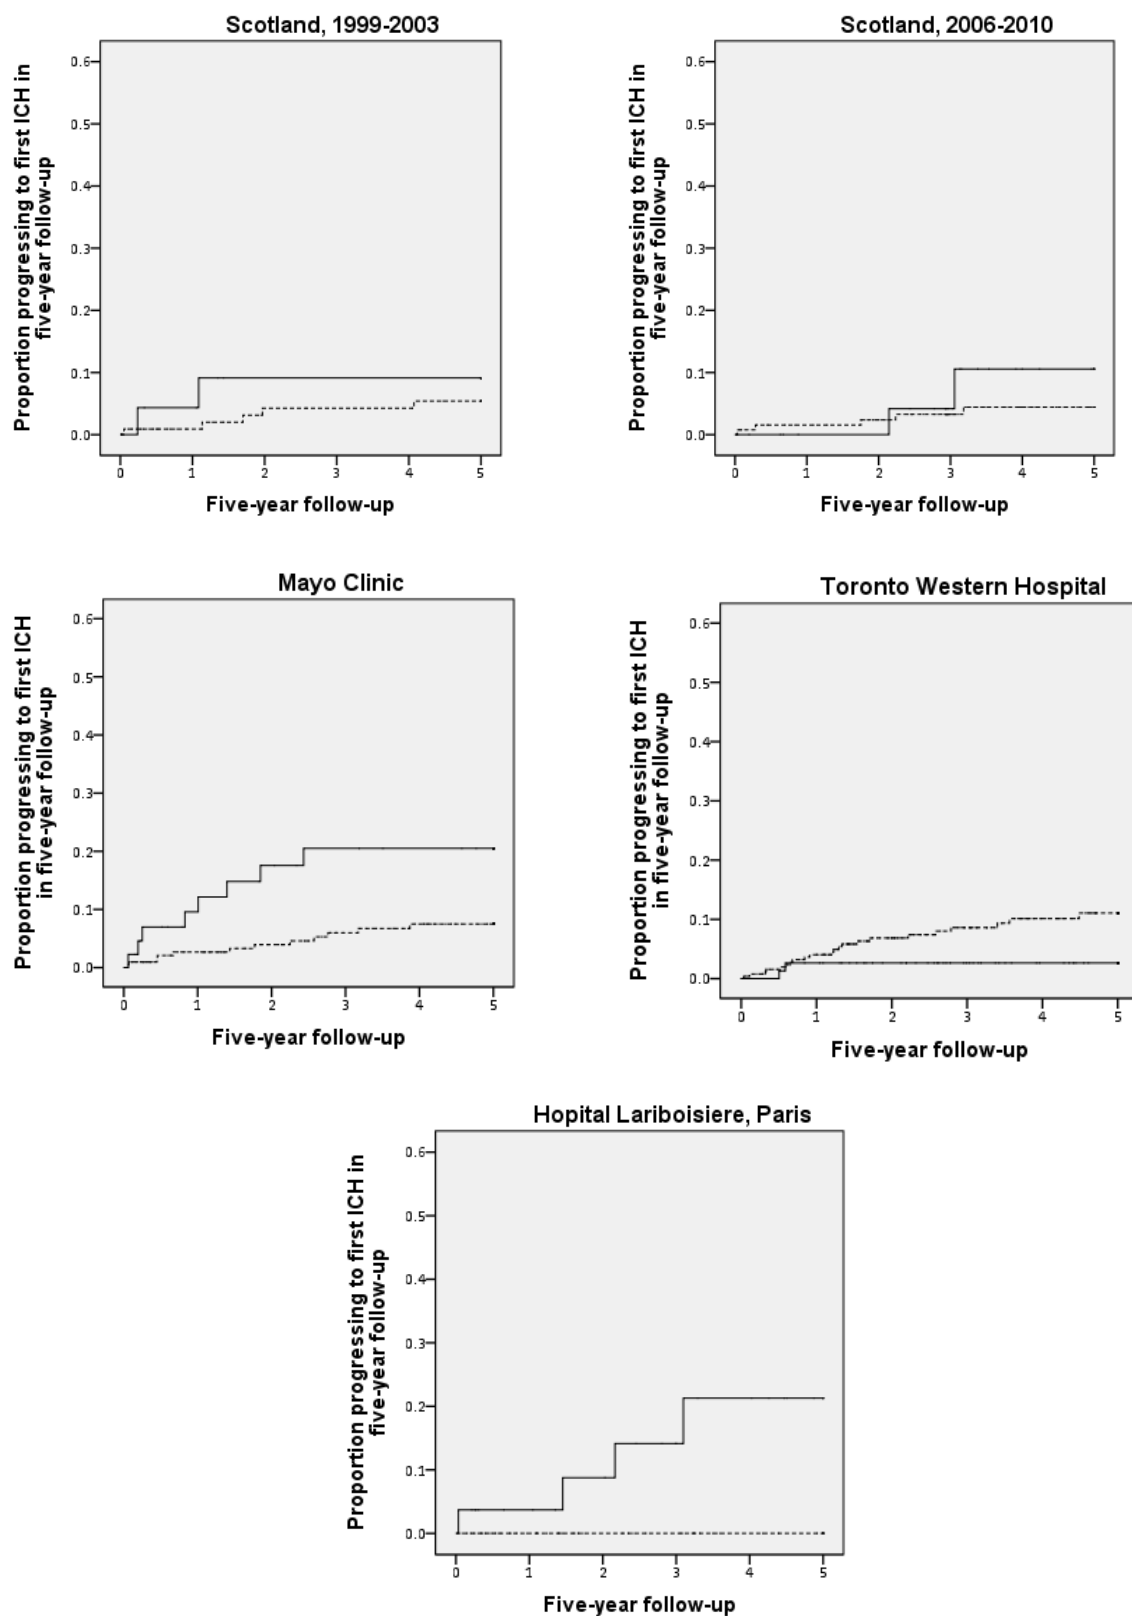 Scotland, 1999-2003
Proportion progressing to first ICH in
five-year follow-up
0.6
0.5
0.4
0.3
0.2
0.1
0.0
0 1 2 3 4 5
Five-year follow-up
Scotland, 2006-2010
Proportion progressing to first ICH in
five-year follow-up
0.6
0.5
0.4
0.3
0.2
0.1
0.0
0 1 2 3 4 5
Five-year follow-up
Mayo Clinic
Proportion progressing to first ICH
in five-year follow-up
0.6
0.5
0.4
0.3
0.2
0.1
0.0
0 1 2 3 4 5
Five-year follow-up
Toronto Western Hospital
Proportion progressing to first ICH
in five-year follow-up
0.6
0.5
0.4
0.3
0.2
0.1
0.0
0 1 2 3 4 5
Five-year follow-up
Hopital Lariboisiere, Paris
Proportion progressing to first ICH in
five-year follow-up
0.6
0.5
0.4
0.3
0.2
0.1
0.0
0 1 2 3 4 5
Five-year follow-up